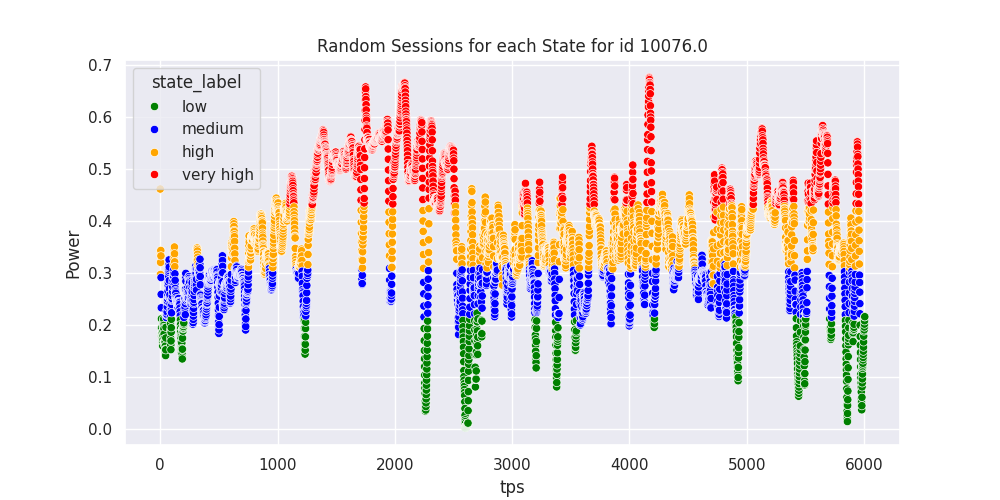 Random Sessions for each State for id 10076.0
state_label
low
medium
high
very high
Power
0.7
0.6
0.5
0.4
0.3
0.2
0.1
0.0
0 1000 2000 3000 4000 5000 6000
tps